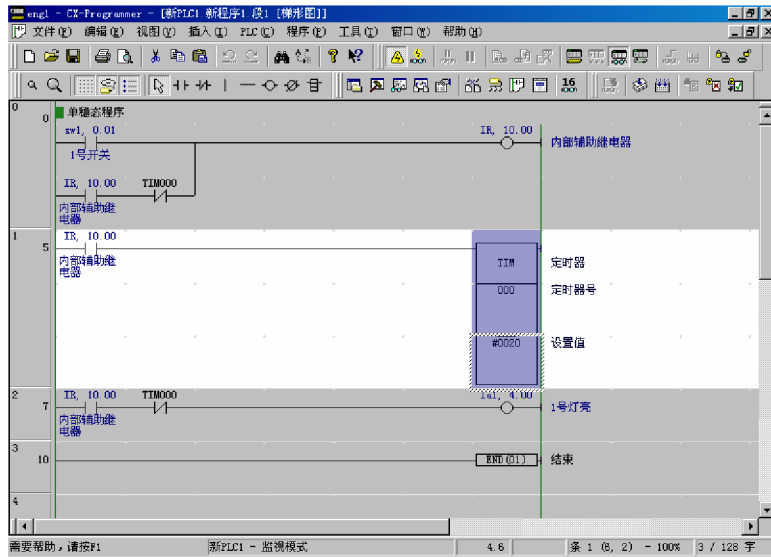 eng1 - CX-Programmer - [新PLC1.新程序1.段1 [梯形图]]
文件(F) 编辑(E) 视图(V) 插入(I) PLC(C) 程序(P) 工具(T) 窗口(W) 帮助(H)
16
0
0
单稳态程序
sw1, 0.01
IR, 10.00
内部辅助继电器
1号开关
IR, 10.00 TIM000
内部辅助继
电器
1
5
IR, 10.00
内部辅助继
电器
TIM
定时器
000
定时器号
#0020
设置值
2
7
IR, 10.00 TIM000
la1, 4.00
1号灯亮
内部辅助继
电器
3
10
END(01)
结束
4
需要帮助，请按F1 新PLC1 - 监视模式 4.6 条 1 (6, 2) - 100% 3 / 128 字